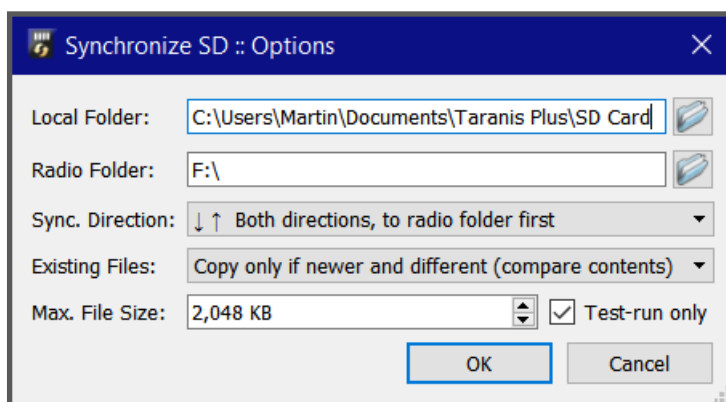 Synchronize SD :: Options
Local Folder: C:\Users\Martin\Documents\Taranis Plus\SD Card
Radio Folder: F:\
Sync. Direction: ↓ ↑ Both directions, to radio folder first
Existing Files: Copy only if newer and different (compare contents)
Max. File Size: 2,048 KB Test-run only
OK Cancel